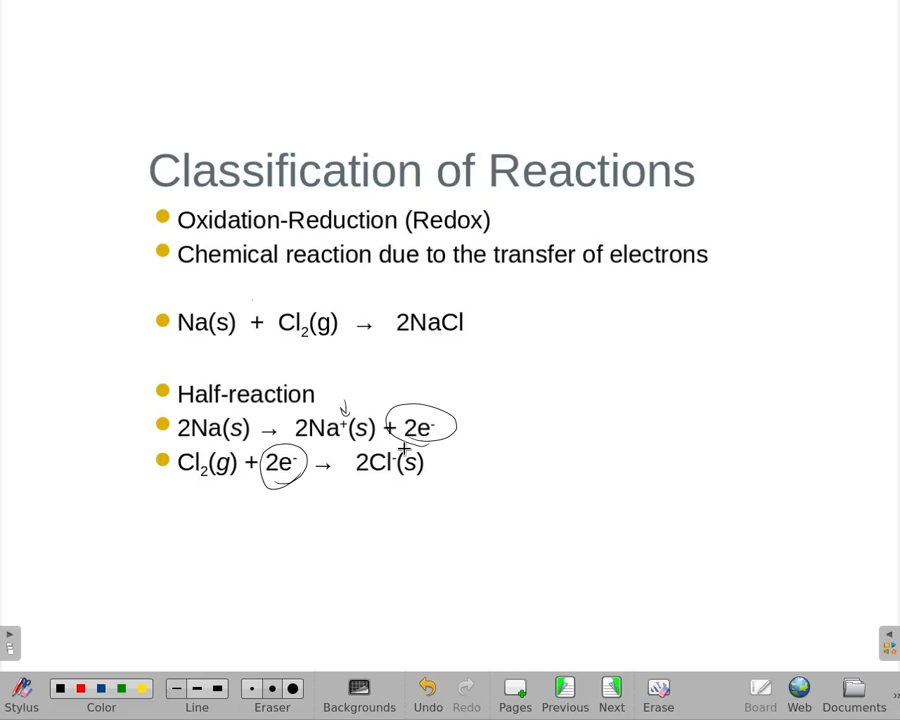 Classification of Reactions
Oxidation-Reduction (Redox)
Chemical reaction due to the transfer of electrons
Na(s) + Cl₂(g) → 2NaCl
Half-reaction
2Na(s) → 2Na⁺(s) + 2e⁻
Cl₂(g) + 2e⁻ → 2Cl⁻(s)
Stylus Color Line Eraser Backgrounds Undo Redo Pages Previous Next Erase Board Web Documents